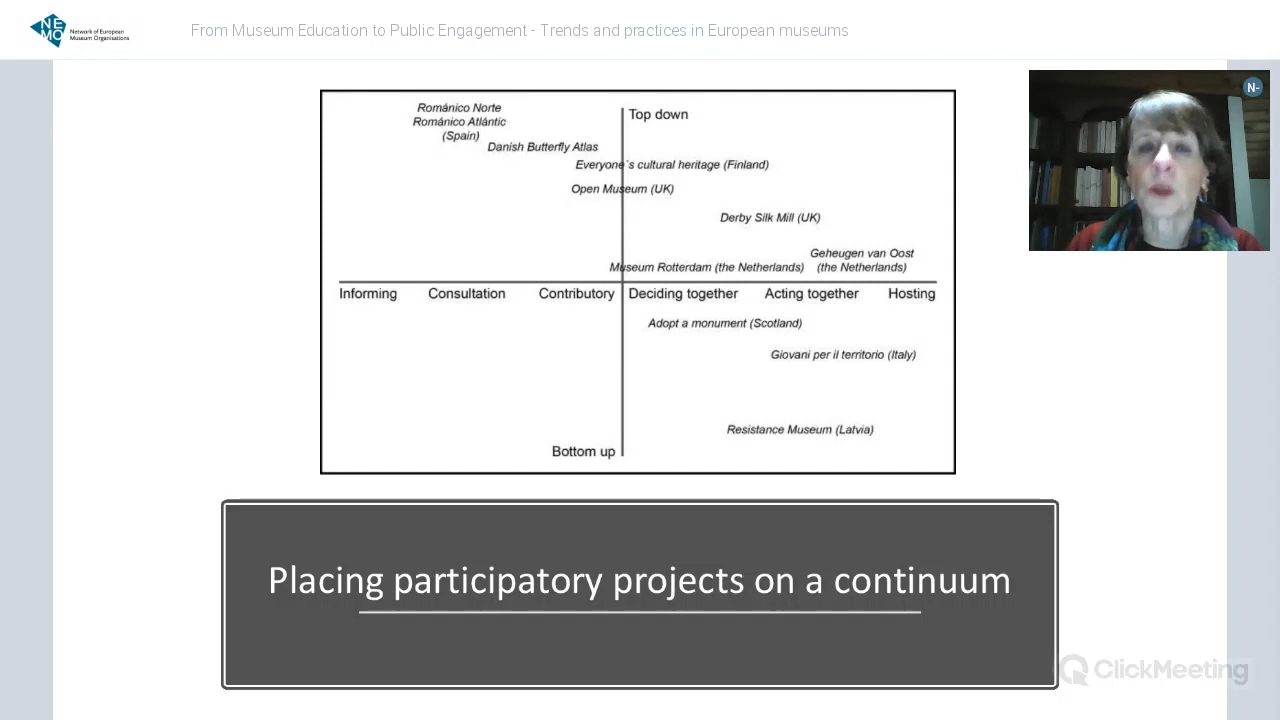 NE
MO
Network of European
Museum Organisations
From Museum Education to Public Engagement - Trends and practices in European museums
N-
Románico Norte
Románico Atlántic
(Spain)
Top down
Danish Butterfly Atlas
Everyone´s cultural heritage (Finland)
Open Museum (UK)
Derby Silk Mill (UK)
Geheugen van Oost
(the Netherlands)
Museum Rotterdam (the Netherlands)
Informing Consultation Contributory Deciding together Acting together Hosting
Adopt a monument (Scotland)
Giovani per il territorio (Italy)
Resistance Museum (Latvia)
Bottom up
Placing participatory projects on a continuum
ClickMeeting